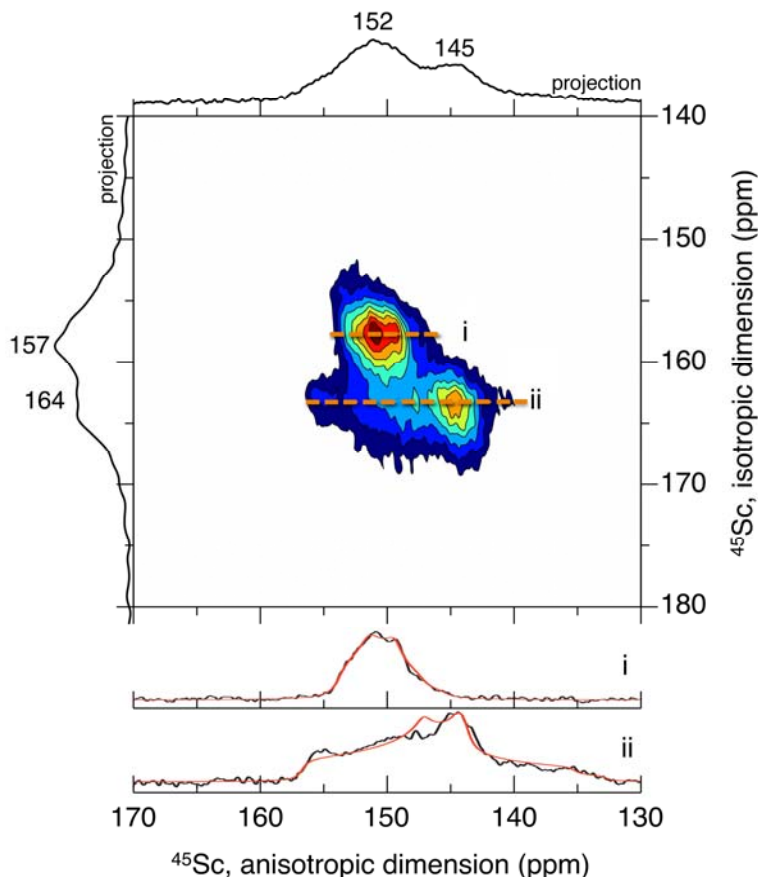 152
145
projection
projection
140
150
157
i
160
164
ii
170
180
⁴⁵Sc, isotropic dimension (ppm)
i
ii
170 160 150 140 130
⁴⁵Sc, anisotropic dimension (ppm)